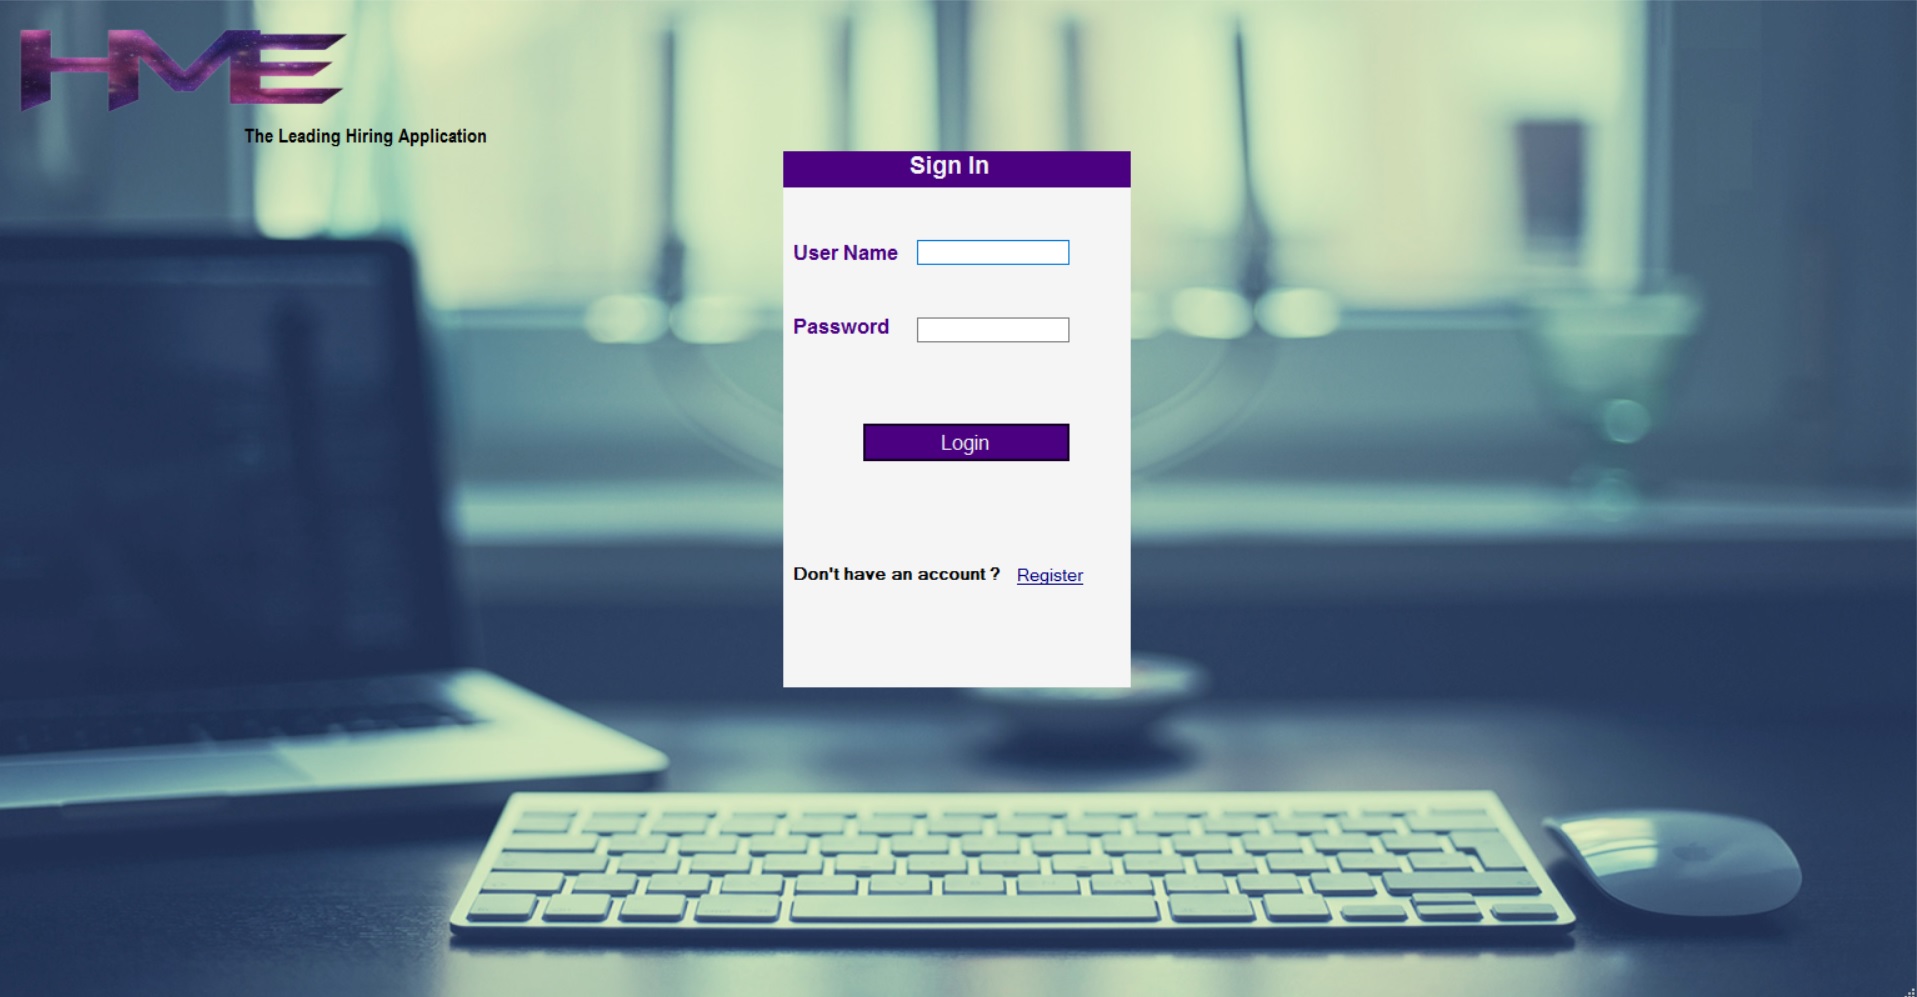 HME
The Leading Hiring Application
Sign In
User Name
Password
Login
Don't have an account ?
Register